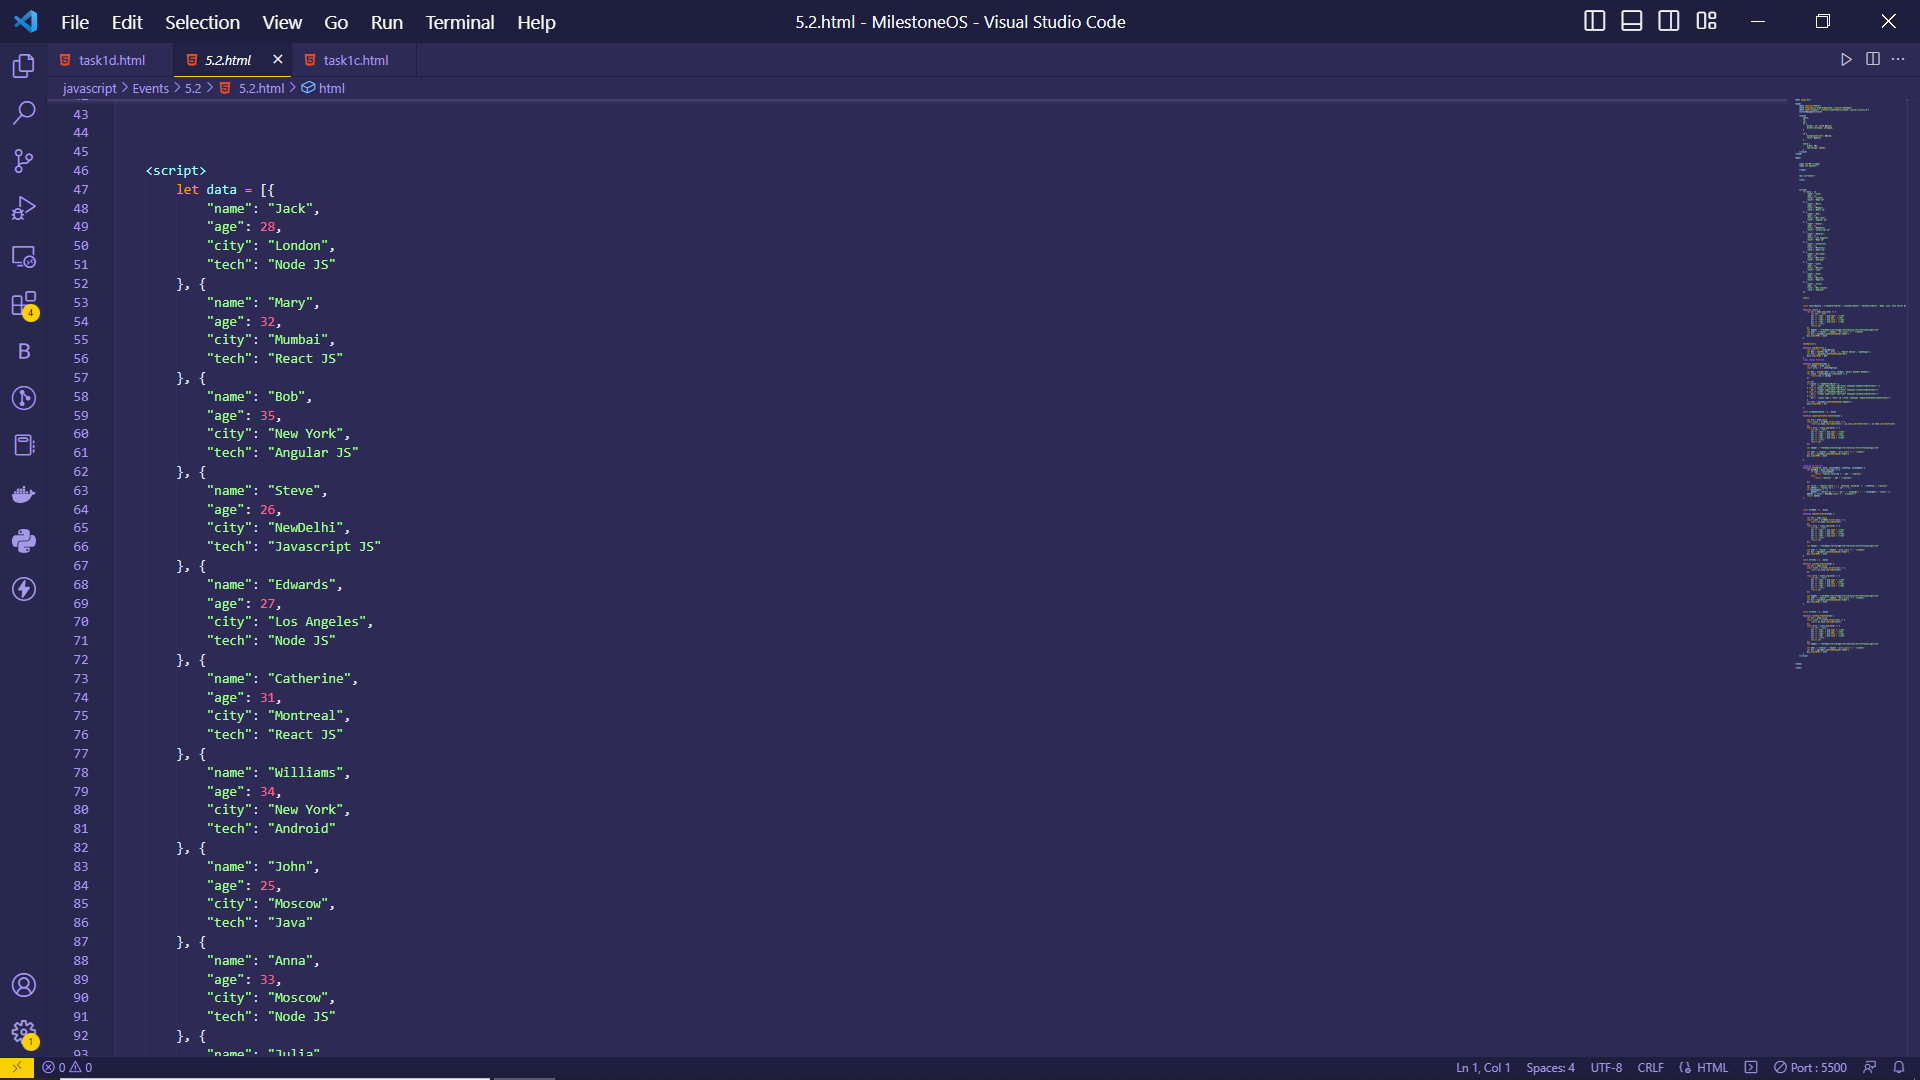 File Edit Selection View Go Run Terminal Help
5.2.html - MilestoneOS - Visual Studio Code
task1d.html
5.2.html
task1c.html
javascript > Events > 5.2 > 5.2.html > html
43
44
45
46 <script>
47 let data = [{
48 "name": "Jack",
49 "age": 28,
50 "city": "London",
51 "tech": "Node JS"
52 }, {
53 "name": "Mary",
54 "age": 32,
55 "city": "Mumbai",
56 "tech": "React JS"
57 }, {
58 "name": "Bob",
59 "age": 35,
60 "city": "New York",
61 "tech": "Angular JS"
62 }, {
63 "name": "Steve",
64 "age": 26,
65 "city": "NewDelhi",
66 "tech": "Javascript JS"
67 }, {
68 "name": "Edwards",
69 "age": 27,
70 "city": "Los Angeles",
71 "tech": "Node JS"
72 }, {
73 "name": "Catherine",
74 "age": 31,
75 "city": "Montreal",
76 "tech": "React JS"
77 }, {
78 "name": "Williams",
79 "age": 34,
80 "city": "New York",
81 "tech": "Android"
82 }, {
83 "name": "John",
84 "age": 25,
85 "city": "Moscow",
86 "tech": "Java"
87 }, {
88 "name": "Anna",
89 "age": 33,
90 "city": "Moscow",
91 "tech": "Node JS"
92 }, {
93 "name": "Julia"
4
B
1
0 0
Ln 1, Col 1 Spaces: 4 UTF-8 CRLF HTML Port : 5500